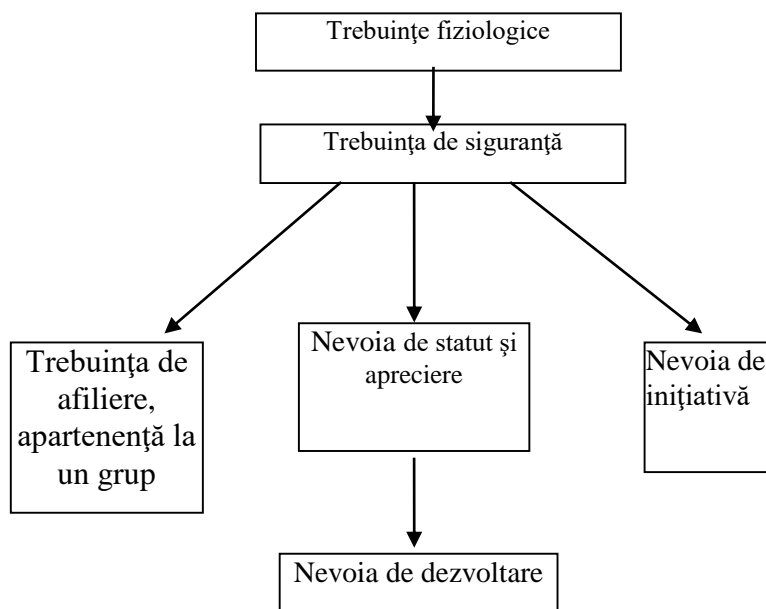 Trebuinţe fiziologice
Trebuinţa de siguranţă
Trebuinţa de
afiliere,
apartenenţă la
un grup
Nevoia de statut şi
apreciere
Nevoia de
iniţiativă
Nevoia de dezvoltare